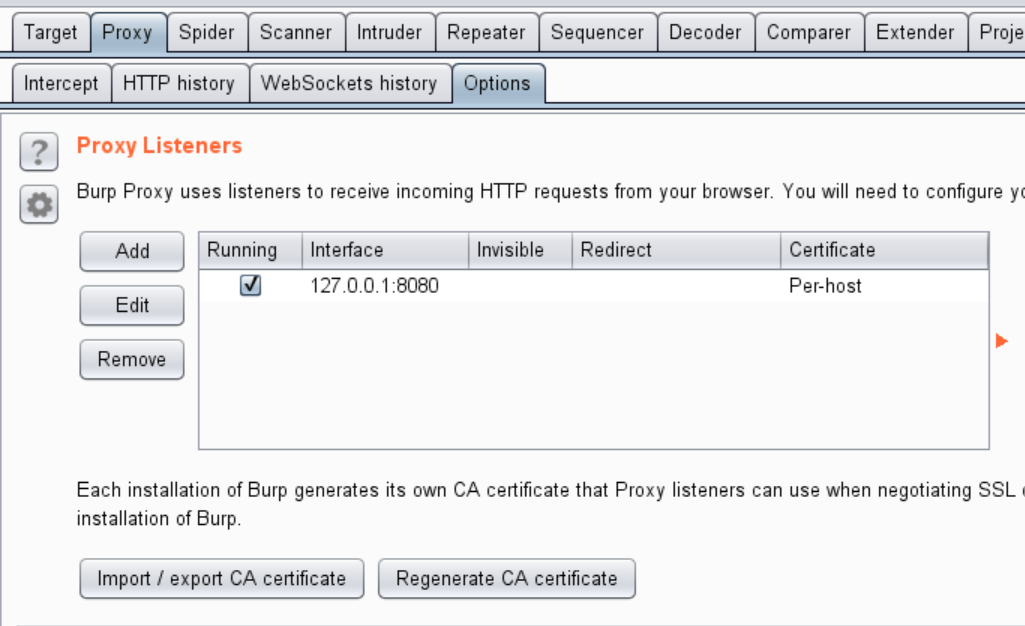 Target Proxy Spider Scanner Intruder Repeater Sequencer Decoder Comparer Extender Proje
Intercept HTTP history WebSockets history Options
? Proxy Listeners
Burp Proxy uses listeners to receive incoming HTTP requests from your browser. You will need to configure yo
Add Running Interface Invisible Redirect Certificate
127.0.0.1:8080 Per-host
Edit
Remove
Each installation of Burp generates its own CA certificate that Proxy listeners can use when negotiating SSL
installation of Burp.
Import / export CA certificate Regenerate CA certificate